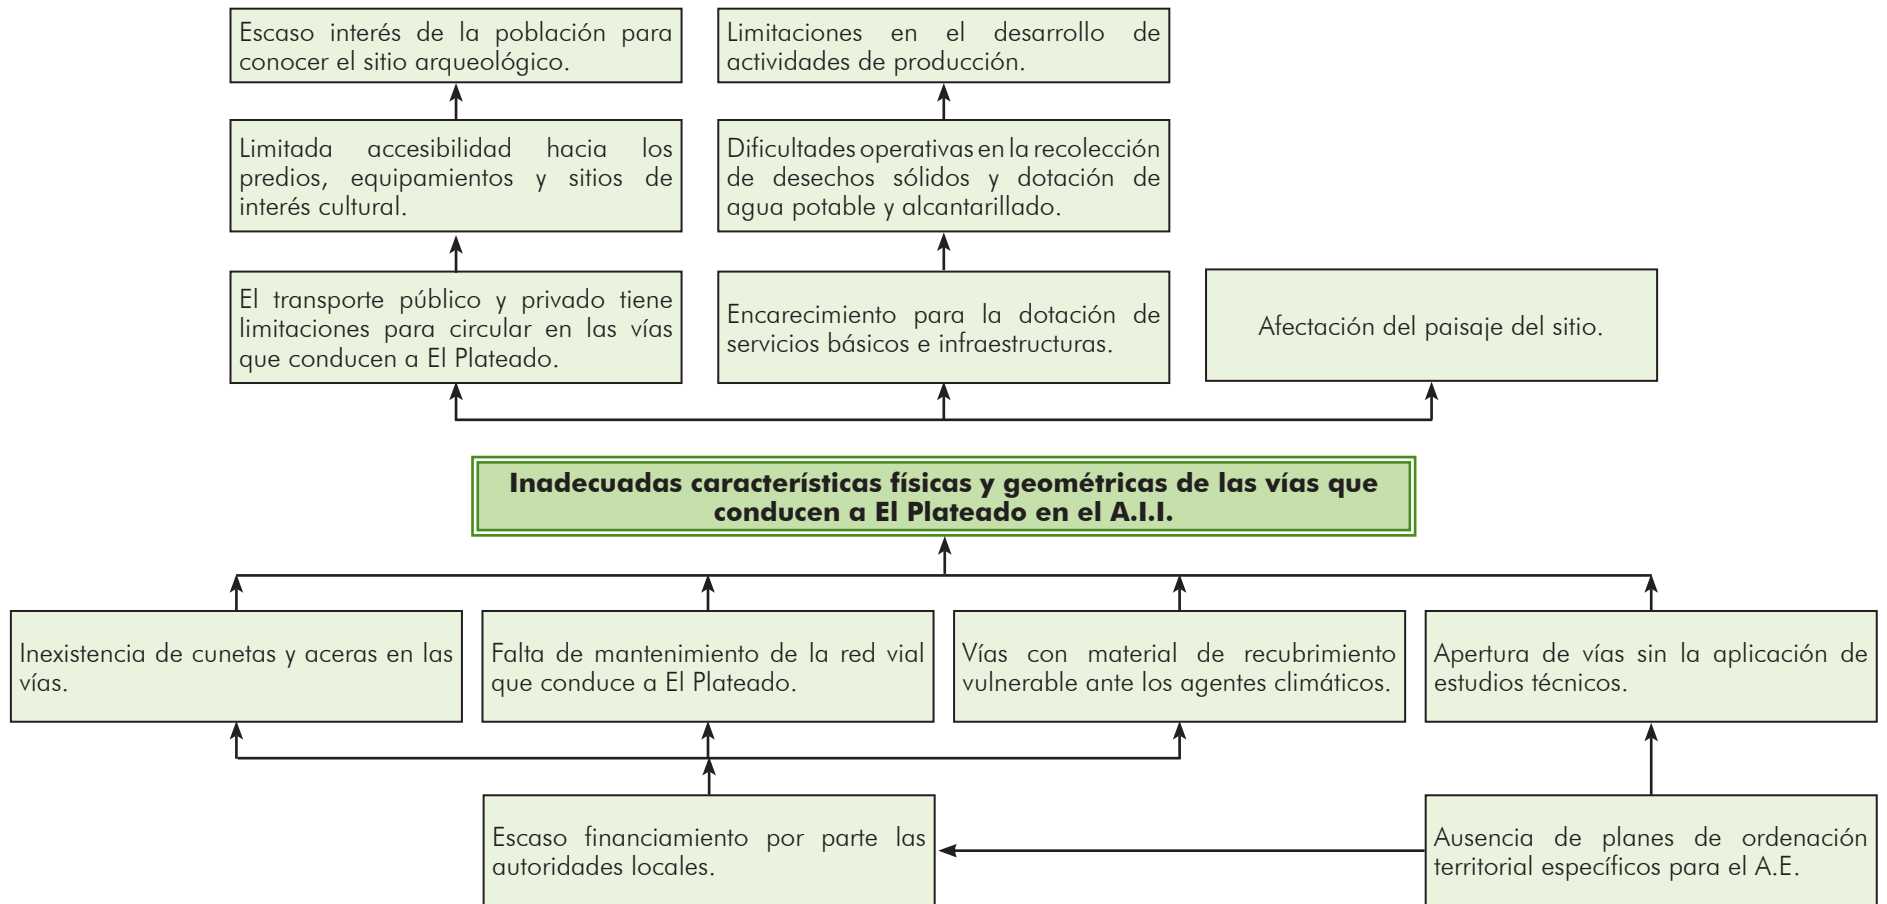 Escaso interés de la población para
conocer el sitio arqueológico.
Limitaciones en el desarrollo de
actividades de producción.
Limitada accesibilidad hacia los
predios, equipamientos y sitios de
interés cultural.
Dificultades operativas en la recolección
de desechos sólidos y dotación de
agua potable y alcantarillado.
El transporte público y privado tiene
limitaciones para circular en las vías
que conducen a El Plateado.
Encarecimiento para la dotación de
servicios básicos e infraestructuras.
Afectación del paisaje del sitio.
Inadecuadas características físicas y geométricas de las vías que
conducen a El Plateado en el A.I.I.
Inexistencia de cunetas y aceras en las
vías.
Falta de mantenimiento de la red vial
que conduce a El Plateado.
Vías con material de recubrimiento
vulnerable ante los agentes climáticos.
Apertura de vías sin la aplicación de
estudios técnicos.
Escaso financiamiento por parte las
autoridades locales.
Ausencia de planes de ordenación
territorial específicos para el A.E.